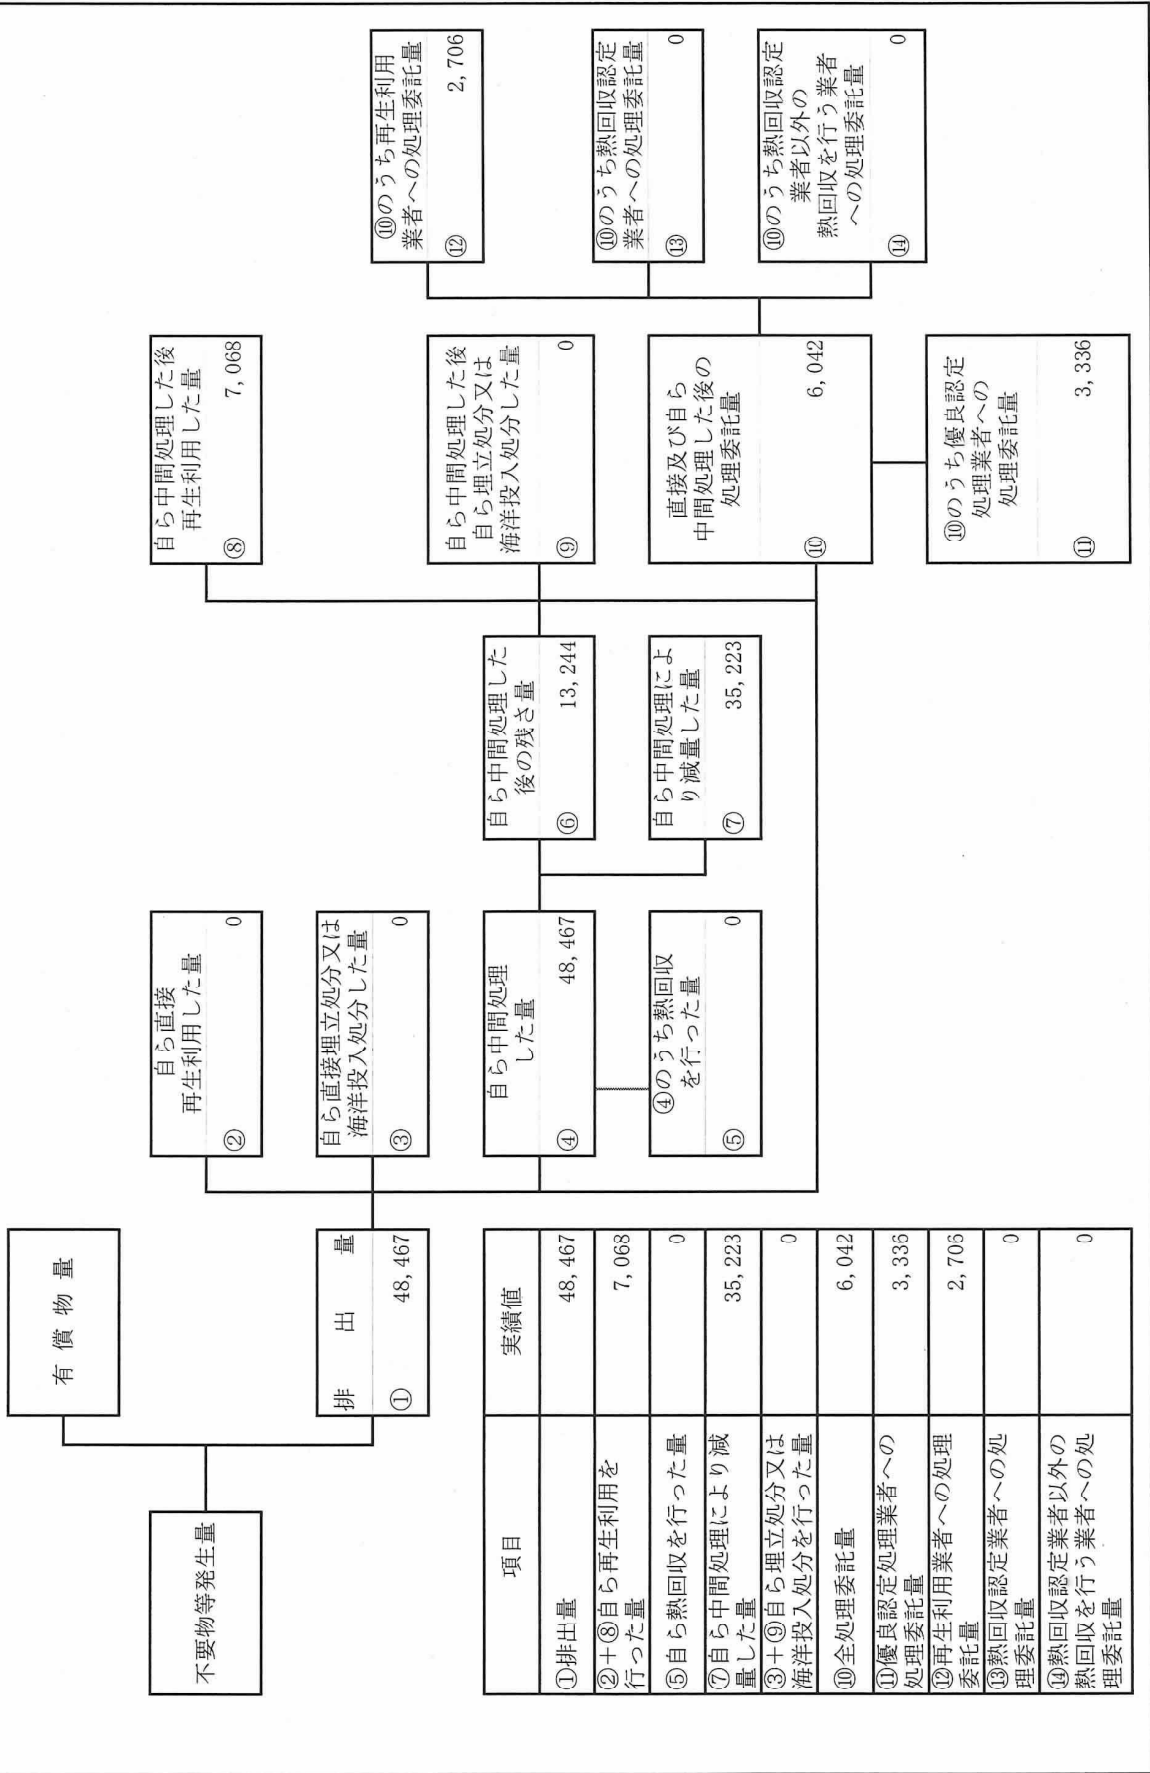 不要物等発生量
有償物量
排出量
① 48,467
自ら直接
再生利用した量
② 0
自ら直接埋立処分又は
海洋投入処分した量
③ 0
自ら中間処理
した量
④ 48,467
④のうち熱回収
を行った量
⑤ 0
自ら中間処理した
後の残さ量
⑥ 13,244
自ら中間処理によ
り減量した量
⑦ 35,223
自ら中間処理した後
再生利用した量
⑧ 7,068
自ら中間処理した後
自ら埋立処分又は
海洋投入処分した量
⑨ 0
直接及び自ら
中間処理した後の
処理委託量
⑩ 6,042
⑩のうち優良認定
処理業者への
処理委託量
⑪ 3,336
⑩のうち再生利用
業者への処理委託量
⑫ 2,706
⑩のうち熱回収認定
業者への処理委託量
⑬ 0
⑩のうち熱回収認定
業者以外の
熱回収を行う業者
への処理委託量
⑭ 0
項目 実績値
①排出量 48,467
②+⑧自ら再生利用を
行った量 7,068
⑤自ら熱回収を行った量 0
⑦自ら中間処理により減
量した量 35,223
③+⑨自ら埋立処分又は
海洋投入処分を行った量 0
⑩全処理委託量 6,042
⑪優良認定処理業者への
処理委託量 3,336
⑫再生利用業者への処理
委託量 2,706
⑬熱回収認定業者への処
理委託量 0
⑭熱回収認定業者以外の
熱回収を行う業者への処
理委託量 0